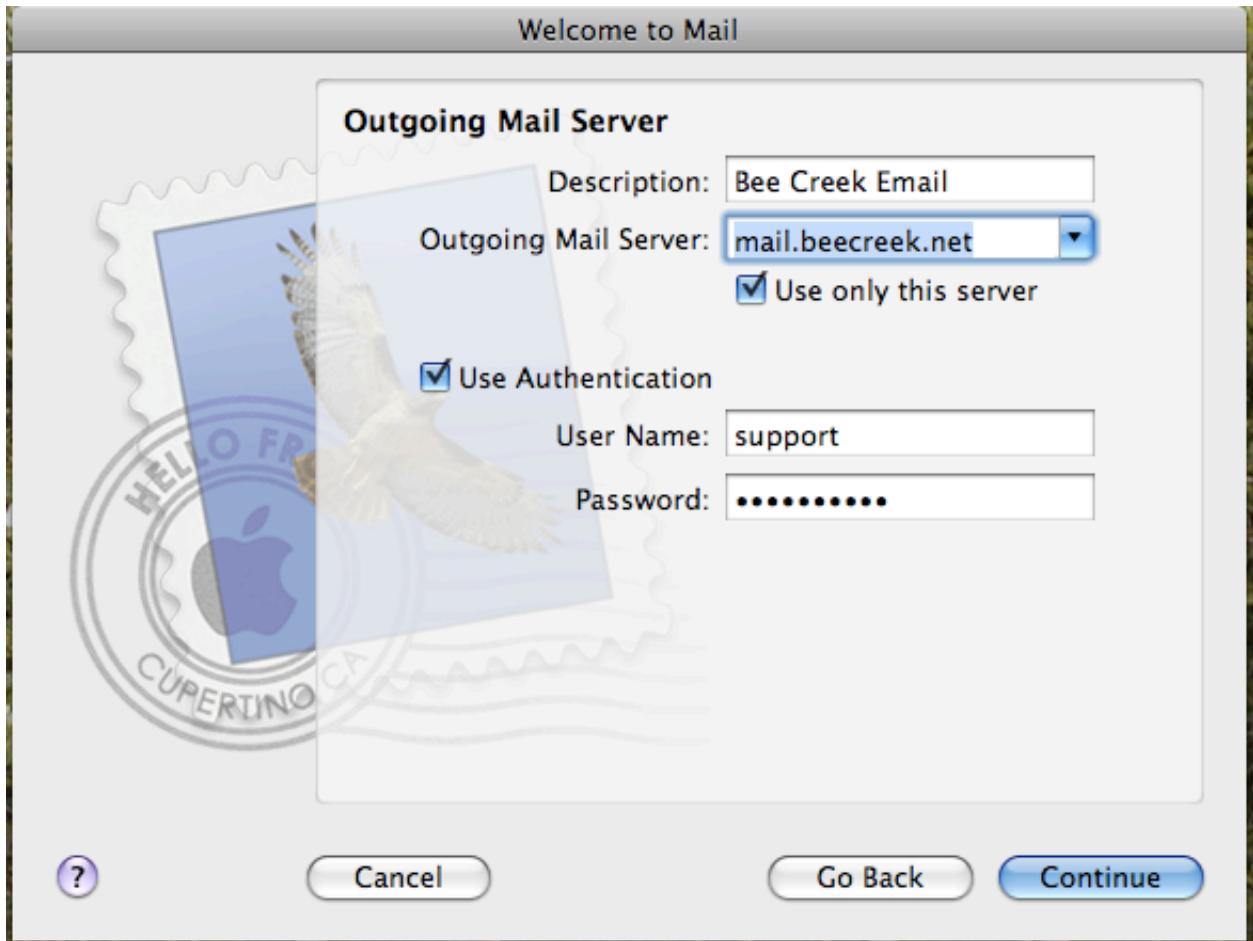 Welcome to Mail
Outgoing Mail Server
Description: Bee Creek Email
Outgoing Mail Server: mail.beecreek.net
Use only this server
Use Authentication
User Name: support
Password: ••••••••••
HELLO FR
CUPERTINO CA
? Cancel Go Back Continue